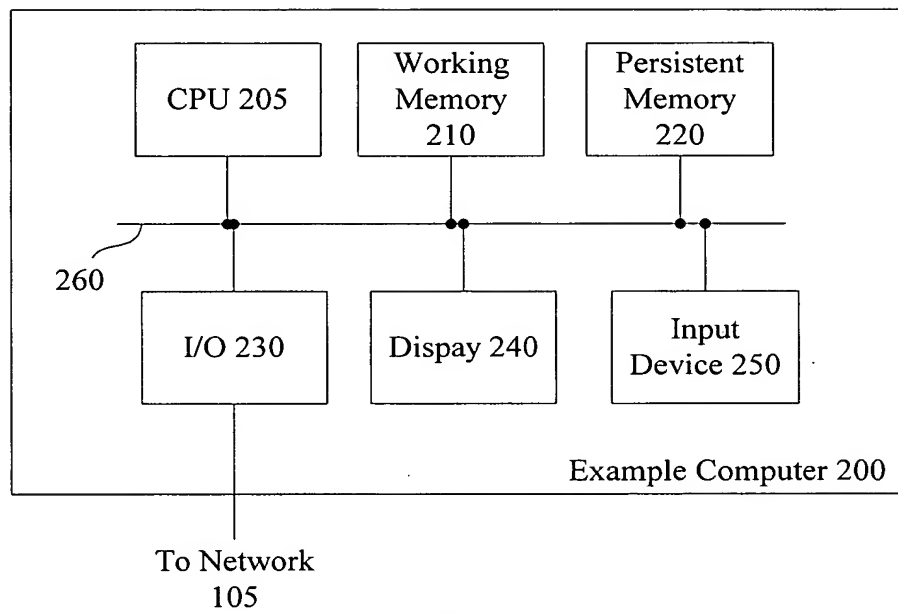 CPU 205
Working
Memory
210
Persistent
Memory
220
260
I/O 230
Dispay 240
Input
Device 250
Example Computer 200
To Network
105